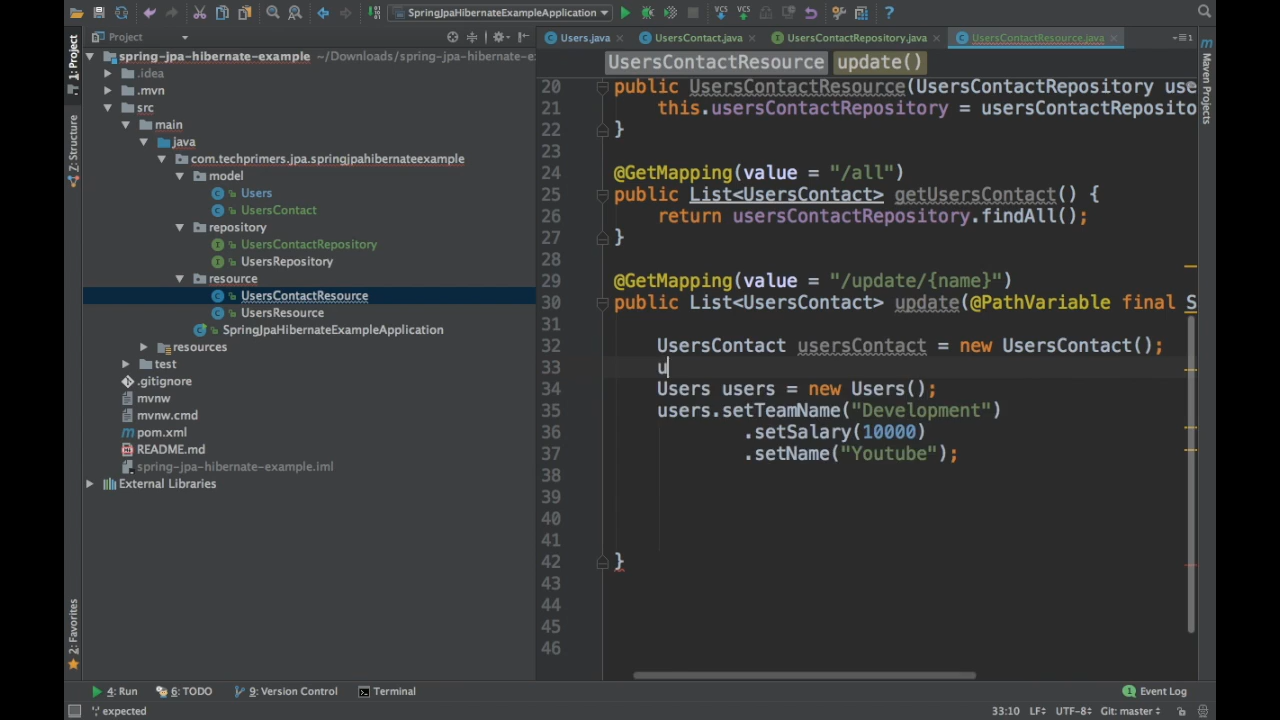 SpringJpaHibernateExampleApplication
Project
Users.java
UsersContact.java
UsersContactRepository.java
UsersContactResource.java
1: Project
Z: Structure
2: Favorites
Maven Projects
spring-jpa-hibernate-example ~/Downloads/spring-jpa-hibernate-e
.idea
.mvn
src
main
java
com.techprimers.jpa.springjpahibernateexample
model
Users
UsersContact
repository
UsersContactRepository
UsersRepository
resource
UsersContactResource
UsersResource
SpringJpaHibernateExampleApplication
resources
test
.gitignore
mvnw
mvnw.cmd
pom.xml
README.md
spring-jpa-hibernate-example.iml
External Libraries
UsersContactResource update()
20 public UsersContactResource(UsersContactRepository use
21 this.usersContactRepository = usersContactReposito
22 }
23
24 @GetMapping(value = "/all")
25 public List<UsersContact> getUsersContact() {
26 return usersContactRepository.findAll();
27 }
28
29 @GetMapping(value = "/update/{name}")
30 public List<UsersContact> update(@PathVariable final S
31
32 UsersContact usersContact = new UsersContact();
33 u
34 Users users = new Users();
35 users.setTeamName("Development")
36 .setSalary(10000)
37 .setName("Youtube");
38
39
40
41
42 }
43
44
45
46
4: Run 6: TODO 9: Version Control Terminal 1 Event Log
';' expected 33:10 LF÷ UTF-8÷ Git: master÷